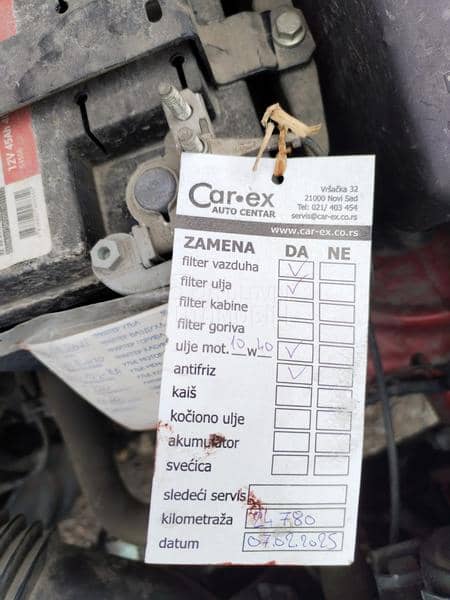 12V 45Ah
Car•ex
AUTO CENTAR
Vršačka 32
21000 Novi Sad
Tel: 021/ 403 454
servis@car-ex.co.rs
www.car-ex.co.rs
ZAMENA DA NE
filter vazduha ✓
filter ulja ✓
filter kabine
filter goriva
ulje mot. 10 w 40 ✓
antifriz ✓
kaiš
kočiono ulje
akumulator
svećica
sledeći servis
kilometraža 780
datum 07.02.2025